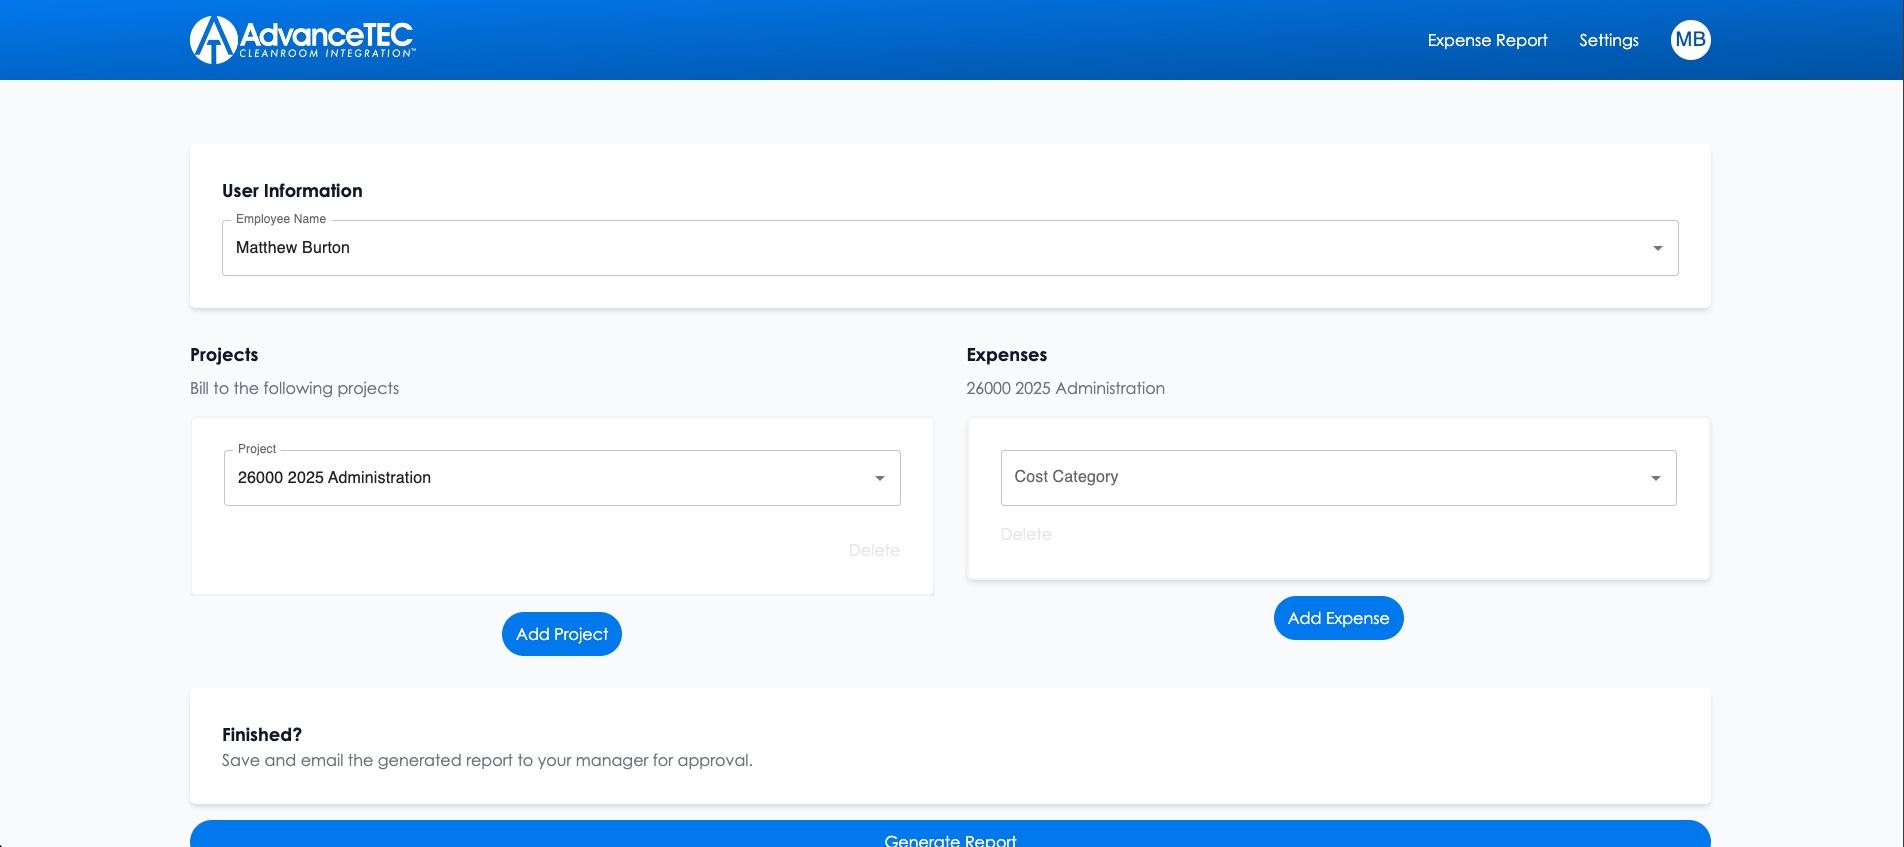 AdvanceTEC
CLEANROOM INTEGRATION™
Expense Report
Settings
MB
User Information
Employee Name
Matthew Burton
Projects
Bill to the following projects
Project
26000 2025 Administration
Delete
Add Project
Expenses
26000 2025 Administration
Cost Category
Delete
Add Expense
Finished?
Save and email the generated report to your manager for approval.
Generate Report